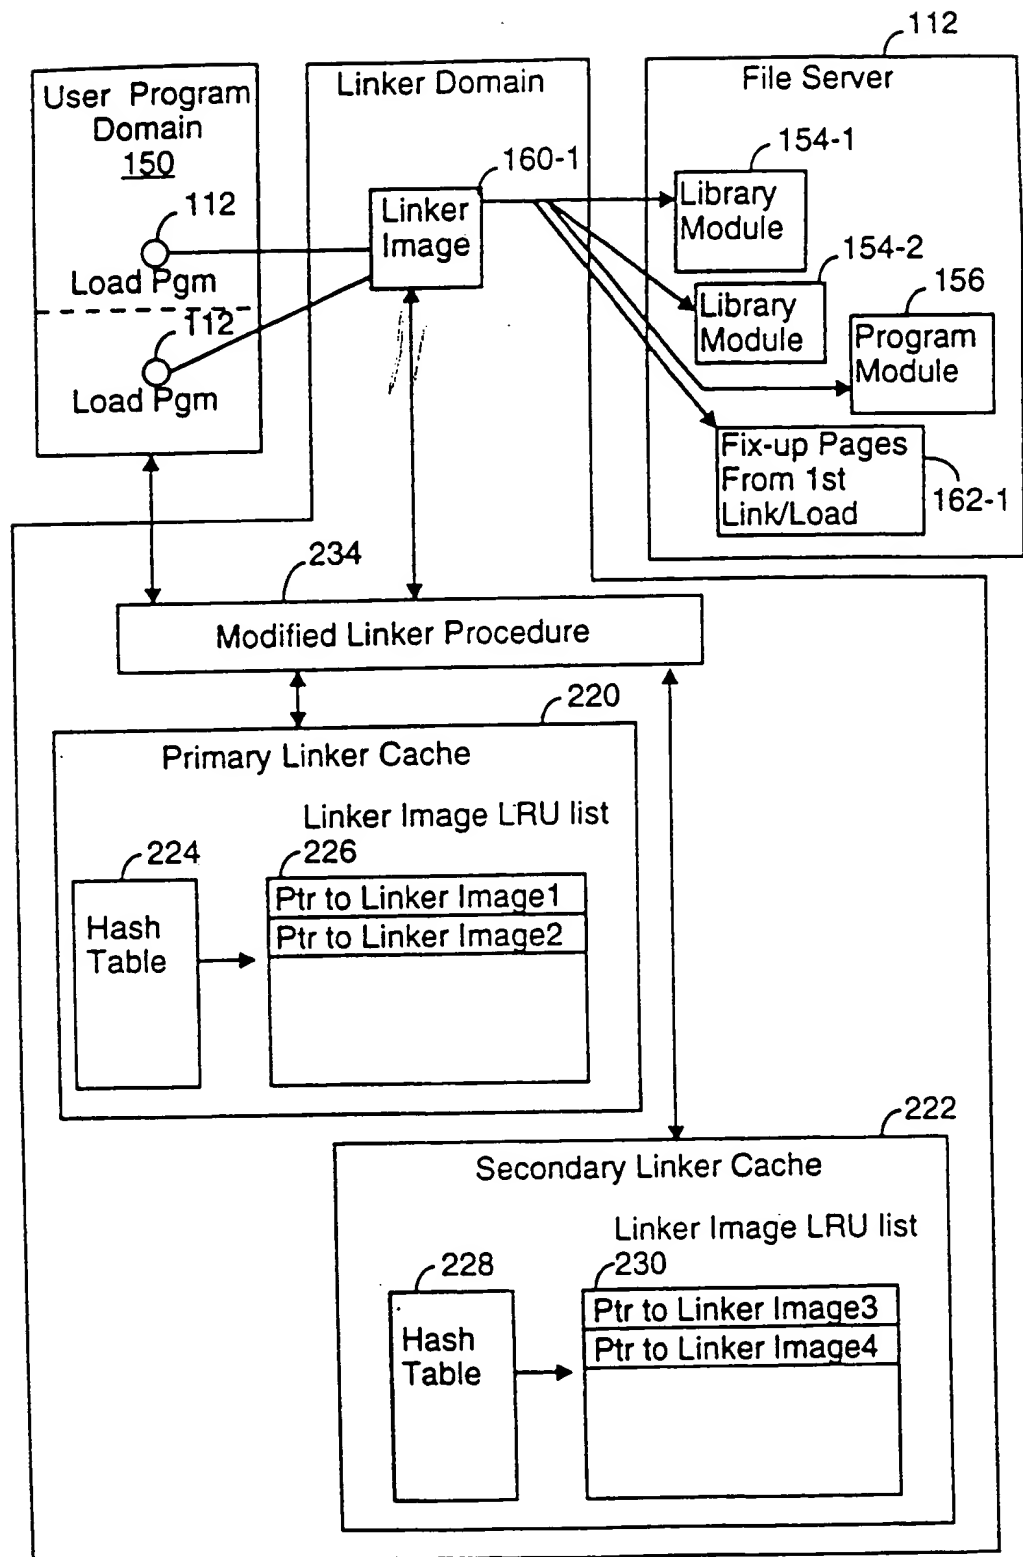 112
User Program
Domain
150
112
Load Pgm
112
Load Pgm
Linker Domain
160-1
Linker
Image
File Server
154-1
Library
Module
154-2
Library
Module
156
Program
Module
Fix-up Pages
From 1st
Link/Load
162-1
234
Modified Linker Procedure
220
Primary Linker Cache
Linker Image LRU list
224
Hash
Table
226
Ptr to Linker Image1
Ptr to Linker Image2
222
Secondary Linker Cache
Linker Image LRU list
228
Hash
Table
230
Ptr to Linker Image3
Ptr to Linker Image4